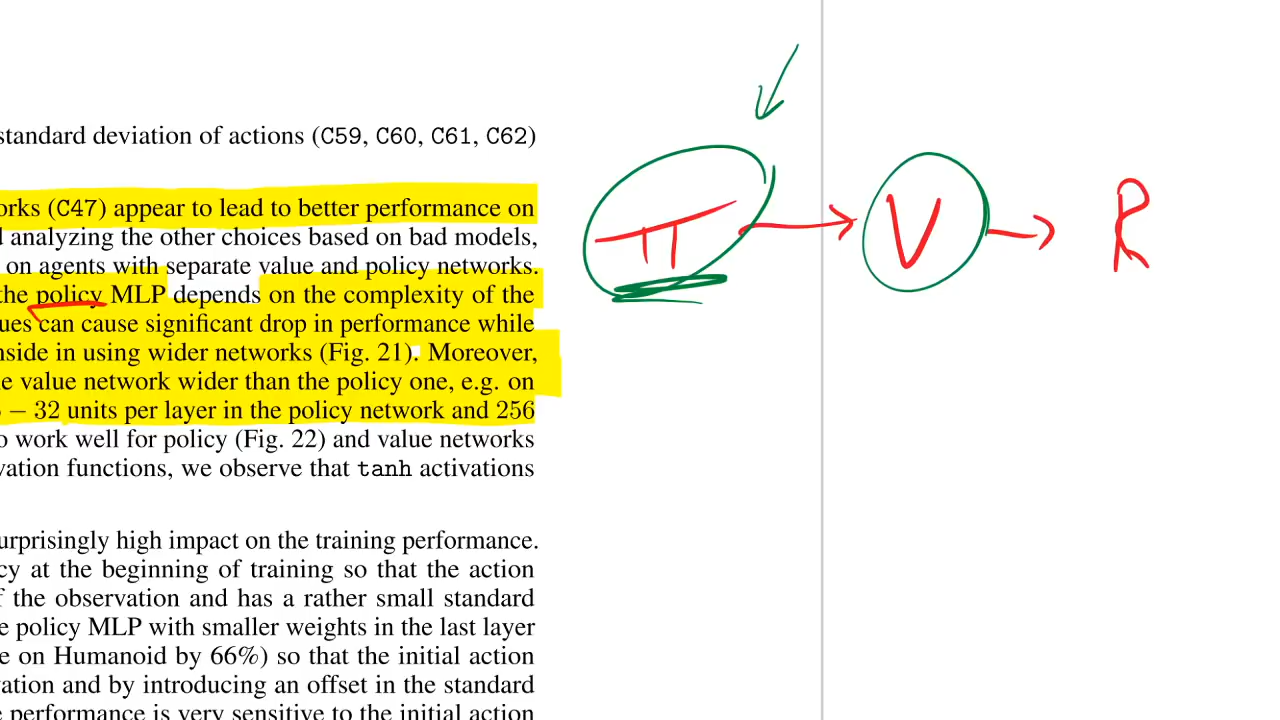 standard deviation of actions (C59, C60, C61, C62)
(C47) appear to lead to better performance on
analyzing the other choices based on bad models,
on agents with separate value and policy networks.
the policy MLP depends on the complexity of the
can cause significant drop in performance while
in using wider networks (Fig. 21). Moreover,
value network wider than the policy one, e.g. on
− 32 units per layer in the policy network and 256
work well for policy (Fig. 22) and value networks
functions, we observe that tanh activations
surprisingly high impact on the training performance.
at the beginning of training so that the action
the observation and has a rather small standard
policy MLP with smaller weights in the last layer
on Humanoid by 66%) so that the initial action
and by introducing an offset in the standard
performance is very sensitive to the initial action
π → V → R